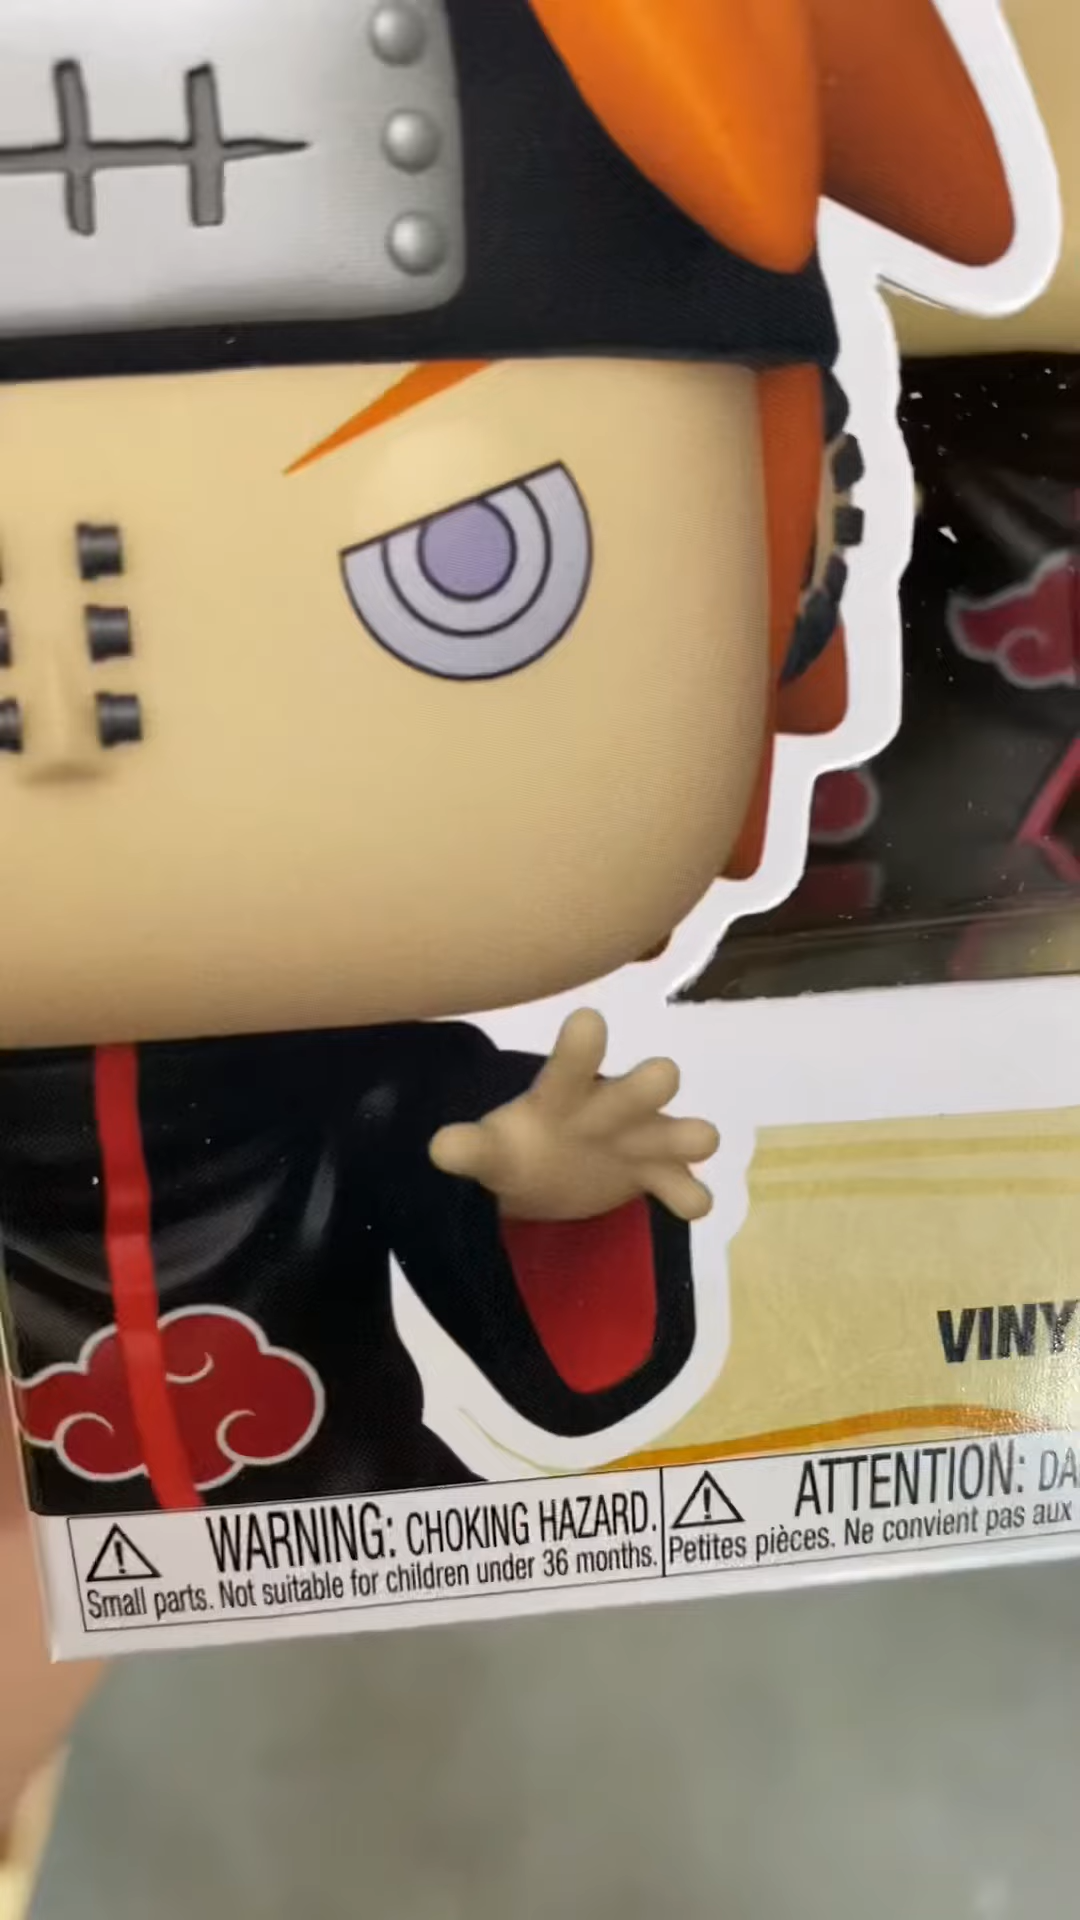 VINY
WARNING: CHOKING HAZARD.
Small parts. Not suitable for children under 36 months.
ATTENTION: DA
Petites pièces. Ne convient pas aux